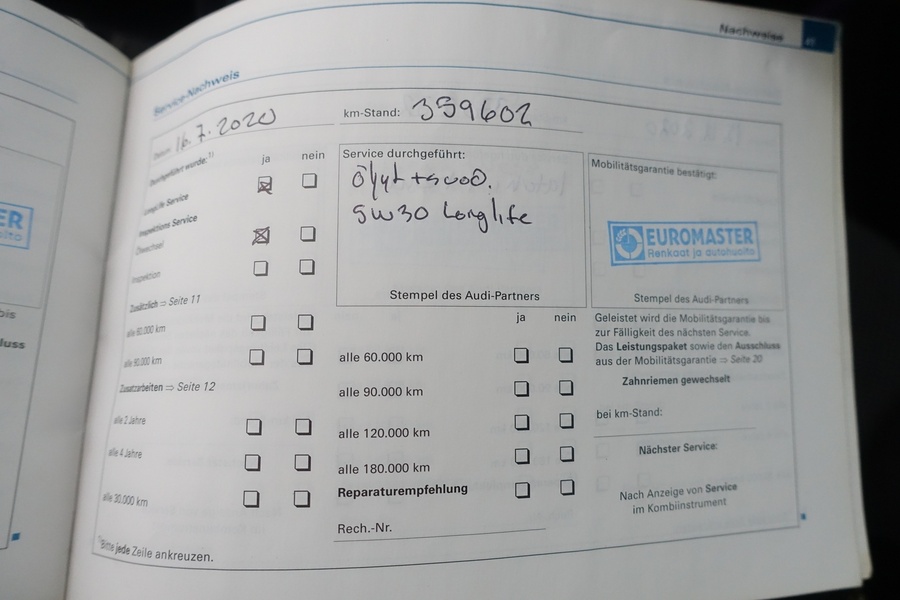 Nachweise
Service-Nachweis
Datum: 16.7.2020
km-Stand: 359602
Durchgeführt wurde:¹⁾
ja nein
LongLife Service
Inspektions Service
Ölwechsel
Inspektion
Zusätzlich ⇒ Seite 11
alle 60.000 km
alle 90.000 km
Zusatzarbeiten ⇒ Seite 12
alle 2 Jahre
alle 4 Jahre
alle 30.000 km
¹⁾Bitte jede Zeile ankreuzen.
Service durchgeführt:
5W30 Longlife
Stempel des Audi-Partners
ja nein
alle 60.000 km
alle 90.000 km
alle 120.000 km
alle 180.000 km
Reparaturempfehlung
Rech.-Nr.
Mobilitätsgarantie bestätigt:
EUROMASTER
Renkaat ja autohuolto
Stempel des Audi-Partners
Geleistet wird die Mobilitätsgarantie bis
zur Fälligkeit des nächsten Service.
Das Leistungspaket sowie den Ausschluss
aus der Mobilitätsgarantie ⇒ Seite 20
Zahnriemen gewechselt
bei km-Stand:
Nächster Service:
Nach Anzeige von Service
im Kombiinstrument